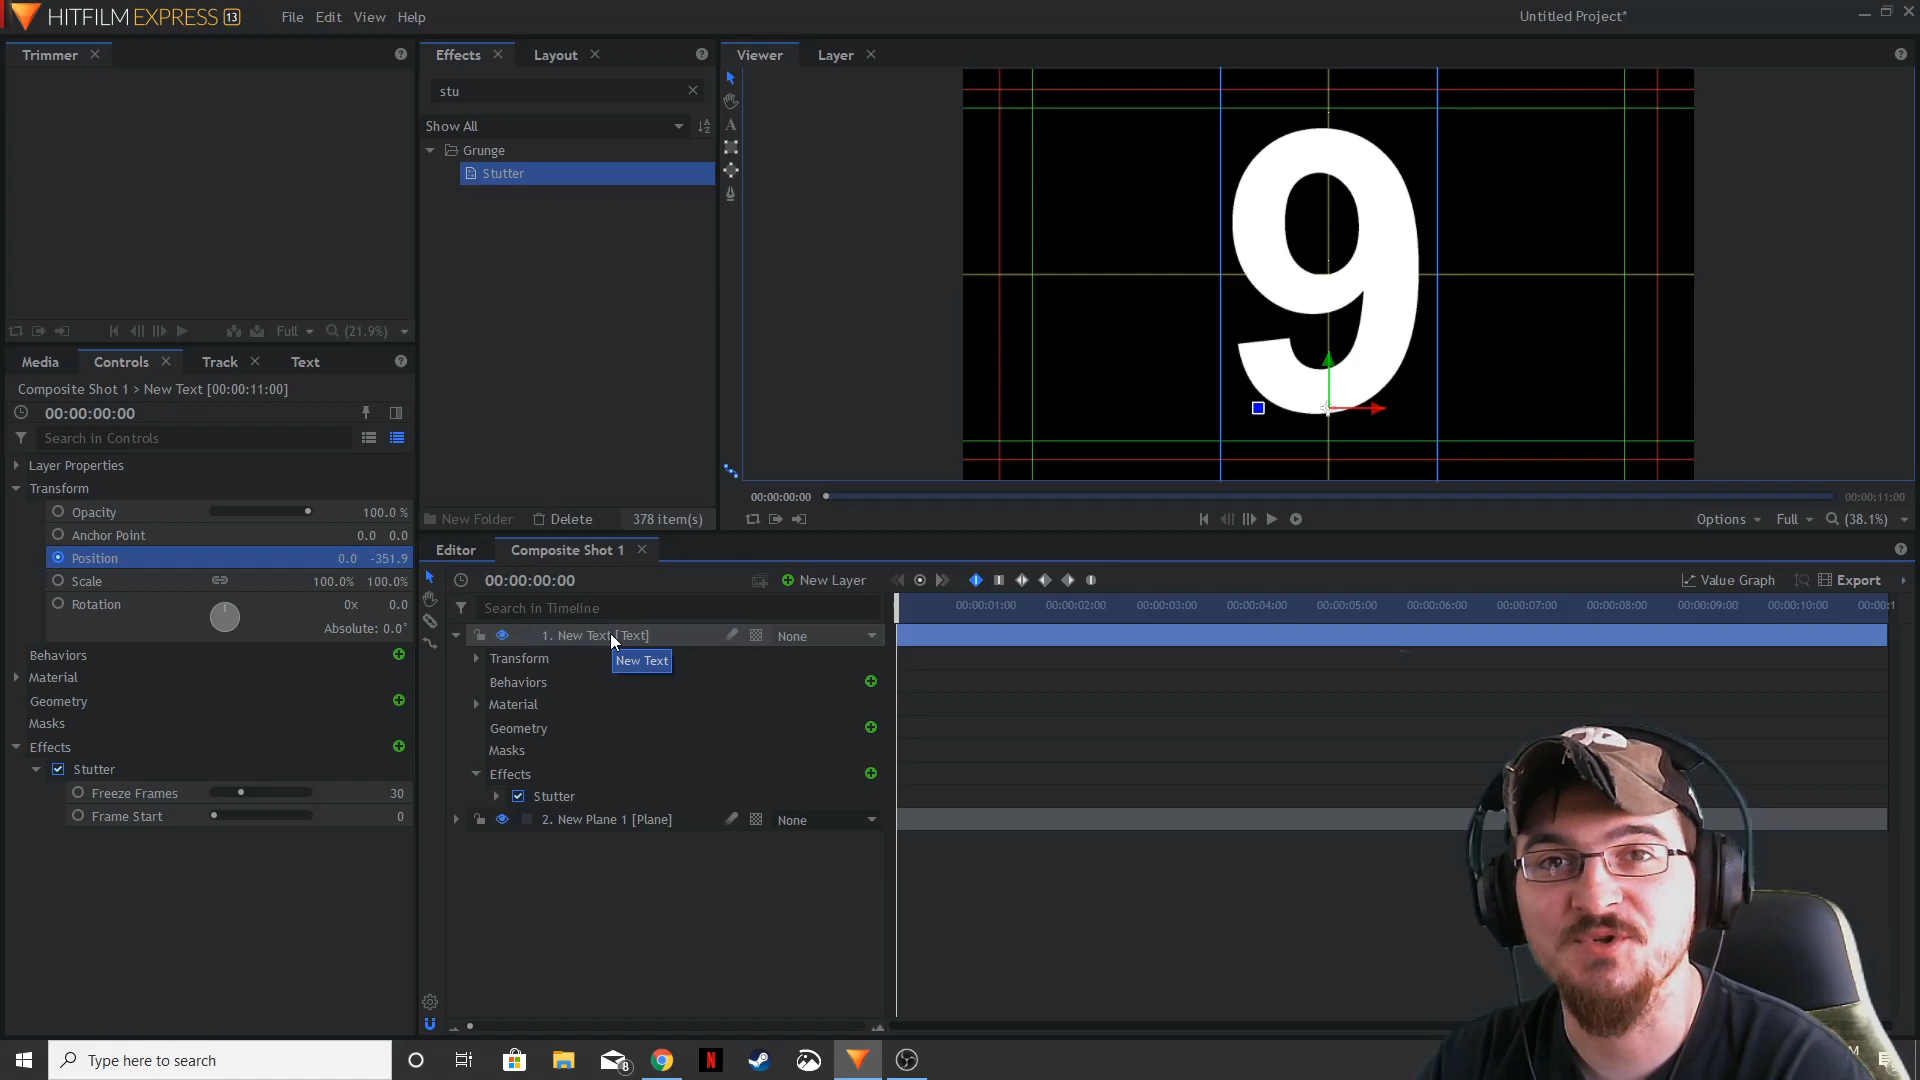 HITFILM EXPRESS 13
File Edit View Help
Untitled Project*
Trimmer
Effects Layout
Viewer Layer
stu
Show All
Grunge
Stutter
9
Full (21.9%)
New Folder Delete 378 item(s)
00:00:00:00
00:00:11:00
Options Full (38.1%)
Media Controls Track Text
Composite Shot 1 > New Text [00:00:11:00]
00:00:00:00
Search in Controls
Layer Properties
Transform
Opacity 100.0 %
Anchor Point 0.0 0.0
Position 0.0 -351.9
Scale 100.0% 100.0%
Rotation 0x 0.0
Absolute: 0.0°
Behaviors
Material
Geometry
Masks
Effects
Stutter
Freeze Frames 30
Frame Start 0
Editor Composite Shot 1
00:00:00:00 New Layer Value Graph Export
Search in Timeline
00:00:01:00 00:00:02:00 00:00:03:00 00:00:04:00 00:00:05:00 00:00:06:00 00:00:07:00 00:00:08:00 00:00:09:00 00:00:10:00 00:00:1
1. New Text [Text] None
New Text
Transform
Behaviors
Material
Geometry
Masks
Effects
Stutter
2. New Plane 1 [Plane] None
Type here to search
8
N
M